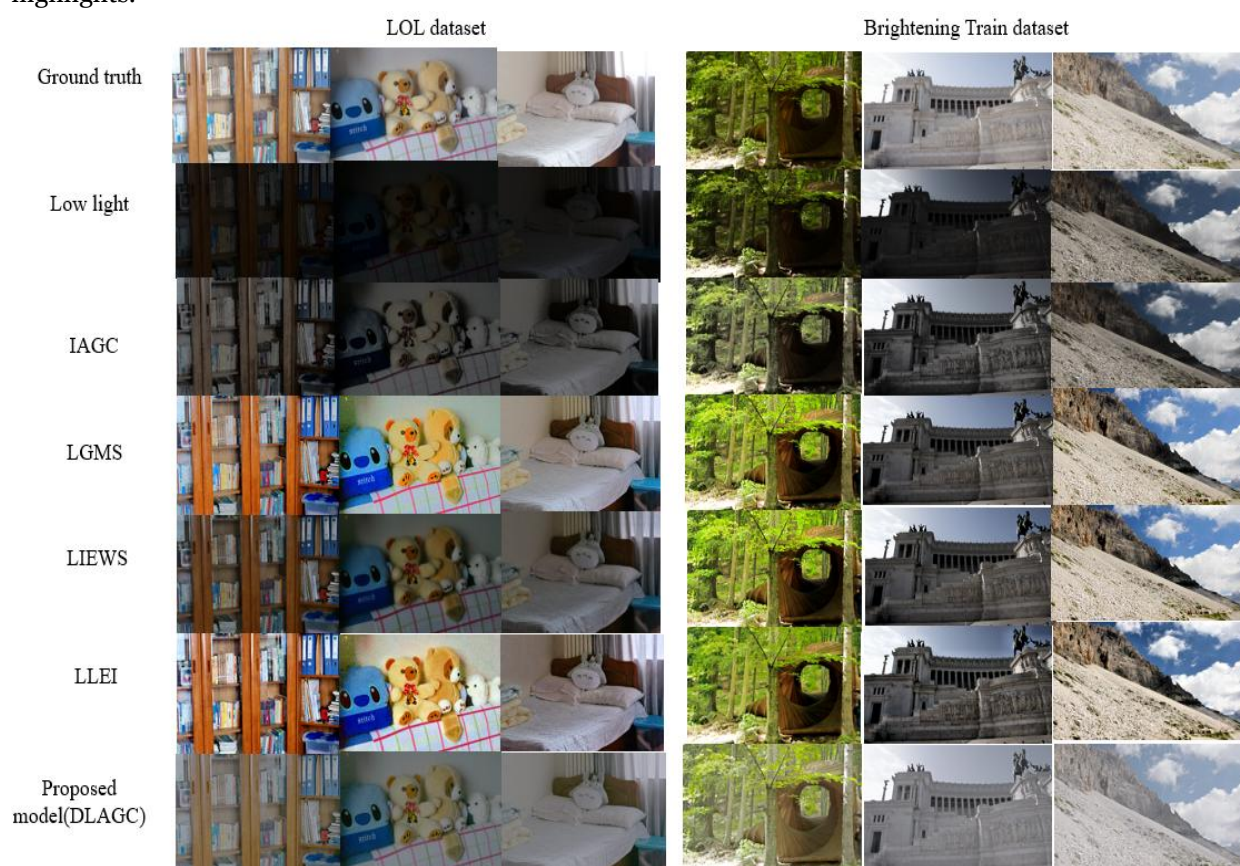 highlights.
LOL dataset
Brightening Train dataset
Ground truth
Low light
IAGC
LGMS
LIEWS
LLEI
Proposed
model(DLAGC)